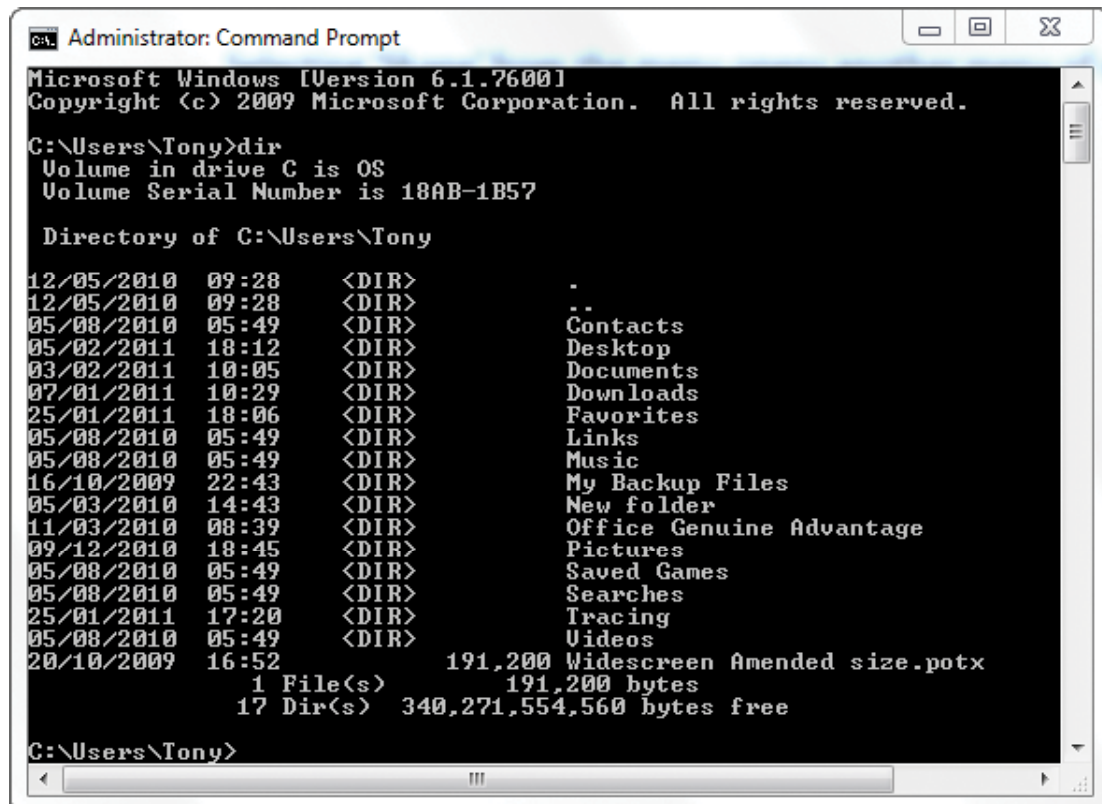 Administrator: Command Prompt
Microsoft Windows [Version 6.1.7600]
Copyright (c) 2009 Microsoft Corporation.  All rights reserved.
C:\Users\Tony>dir
 Volume in drive C is OS
 Volume Serial Number is 18AB-1B57
 Directory of C:\Users\Tony
12/05/2010  09:28    <DIR>          .
12/05/2010  09:28    <DIR>          ..
05/08/2010  05:49    <DIR>          Contacts
05/02/2011  18:12    <DIR>          Desktop
03/02/2011  10:05    <DIR>          Documents
07/01/2011  10:29    <DIR>          Downloads
25/01/2011  18:06    <DIR>          Favorites
05/08/2010  05:49    <DIR>          Links
05/08/2010  05:49    <DIR>          Music
16/10/2009  22:43    <DIR>          My Backup Files
05/03/2010  14:43    <DIR>          New folder
11/03/2010  08:39    <DIR>          Office Genuine Advantage
09/12/2010  18:45    <DIR>          Pictures
05/08/2010  05:49    <DIR>          Saved Games
05/08/2010  05:49    <DIR>          Searches
25/01/2011  17:20    <DIR>          Tracing
05/08/2010  05:49    <DIR>          Videos
20/10/2009  16:52           191,200 Widescreen Amended size.potx
               1 File(s)        191,200 bytes
              17 Dir(s)  340,271,554,560 bytes free
C:\Users\Tony>